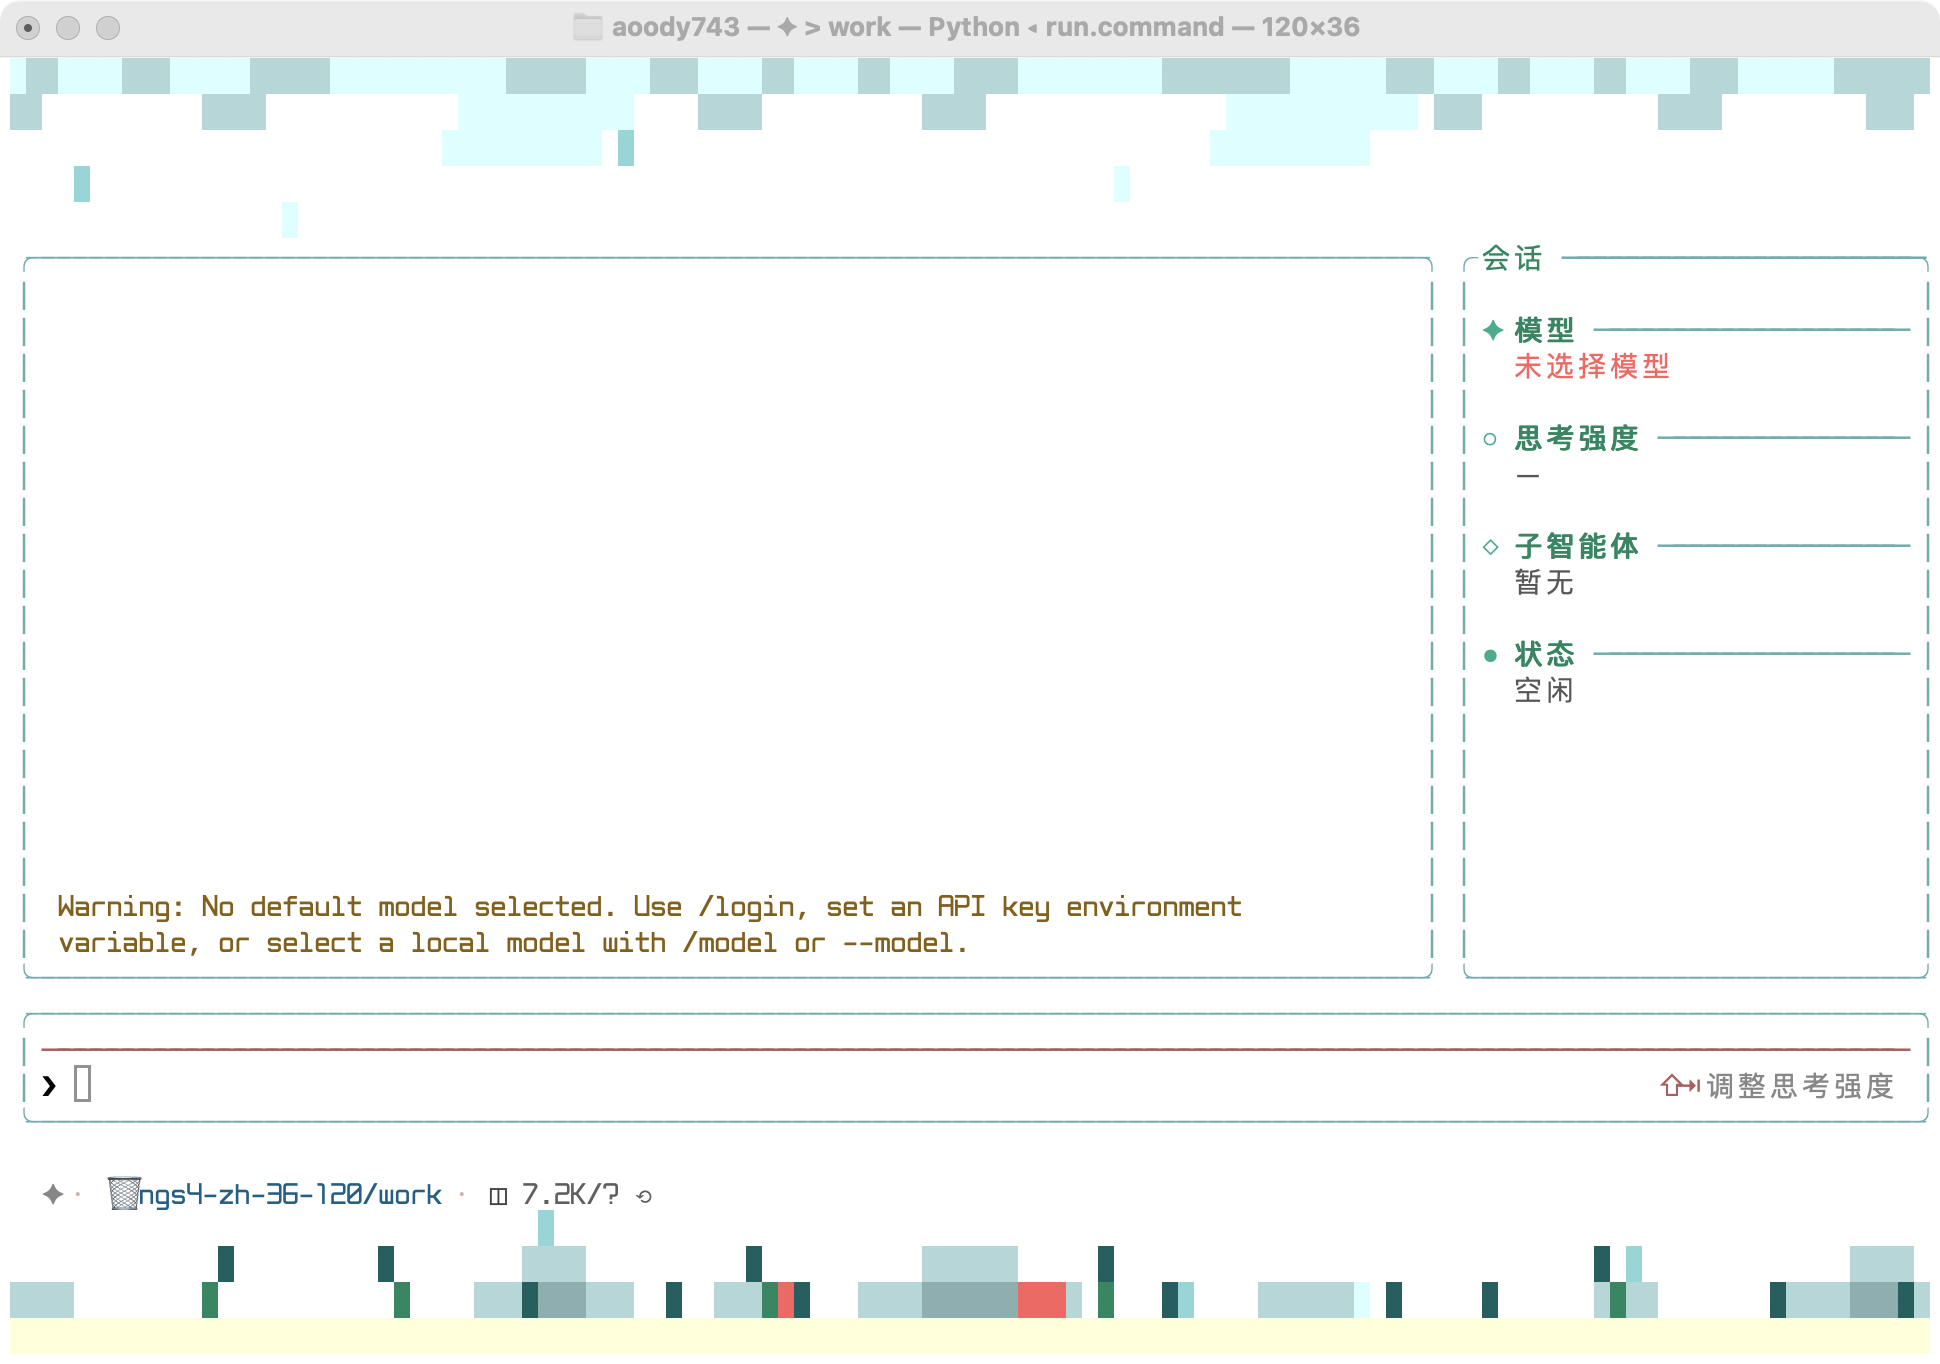 aoody743 — ✦ > work — Python ◂ run.command — 120×36
会话
✦ 模型
未选择模型
○ 思考强度
—
◇ 子智能体
暂无
● 状态
空闲
Warning: No default model selected. Use /login, set an API key environment
variable, or select a local model with /model or --model.
❯
⇧⇥ 调整思考强度
✦ · 🗑ngs4-zh-36-120/work · ◫ 7.2K/? ⟲